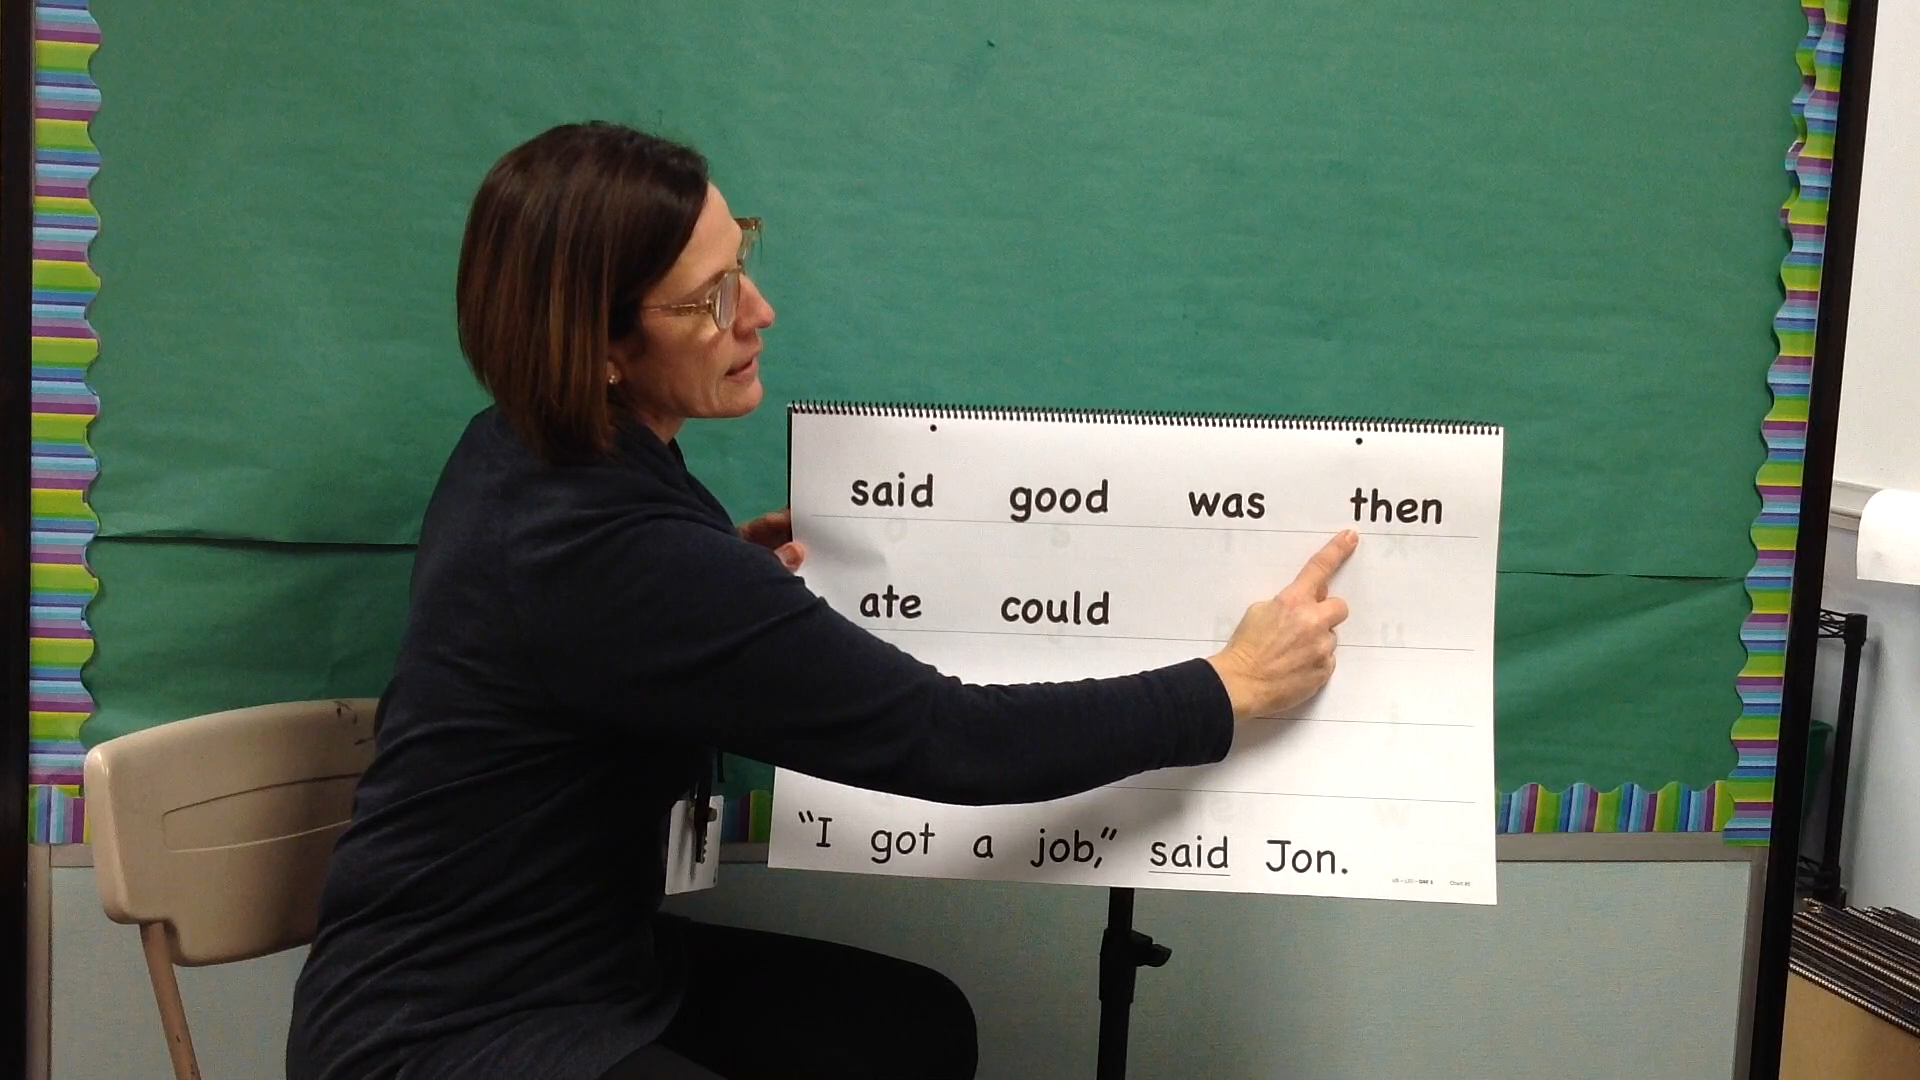 said good was then
ate could
“I got a job,” said Jon.